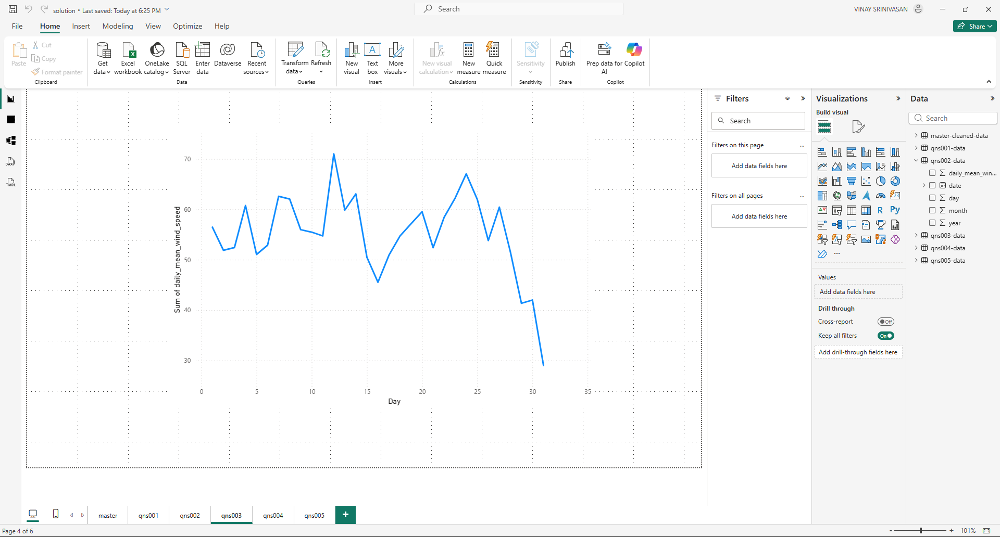 solution • Last saved: Today at 6:25 PM
Search
VINAY SRINIVASAN
File Home Insert Modeling View Optimize Help
Share
Paste
Cut
Copy
Format painter
Clipboard
Get data
Excel workbook
OneLake catalog
SQL Server
Enter data
Dataverse
Recent sources
Data
Transform data
Refresh
Queries
New visual
Text box
More visuals
Insert
New visual calculation
New measure
Quick measure
Calculations
Sensitivity
Sensitivity
Publish
Share
Prep data for AI
Copilot
Copilot
DAX
TMDL
70
60
50
40
30
Sum of daily_mean_wind_speed
0 5 10 15 20 25 30 35
Day
Filters
Search
Filters on this page ...
Add data fields here
Filters on all pages ...
Add data fields here
Visualizations
Build visual
123
R Py
...
Values
Add data fields here
Drill through
Cross-report Off
Keep all filters On
Add drill-through fields here
Data
Search
master-cleaned-data
qns001-data
qns002-data
daily_mean_win...
date
day
month
year
qns003-data
qns004-data
qns005-data
master qns001 qns002 qns003 qns004 qns005 +
Page 4 of 6
- + 101%